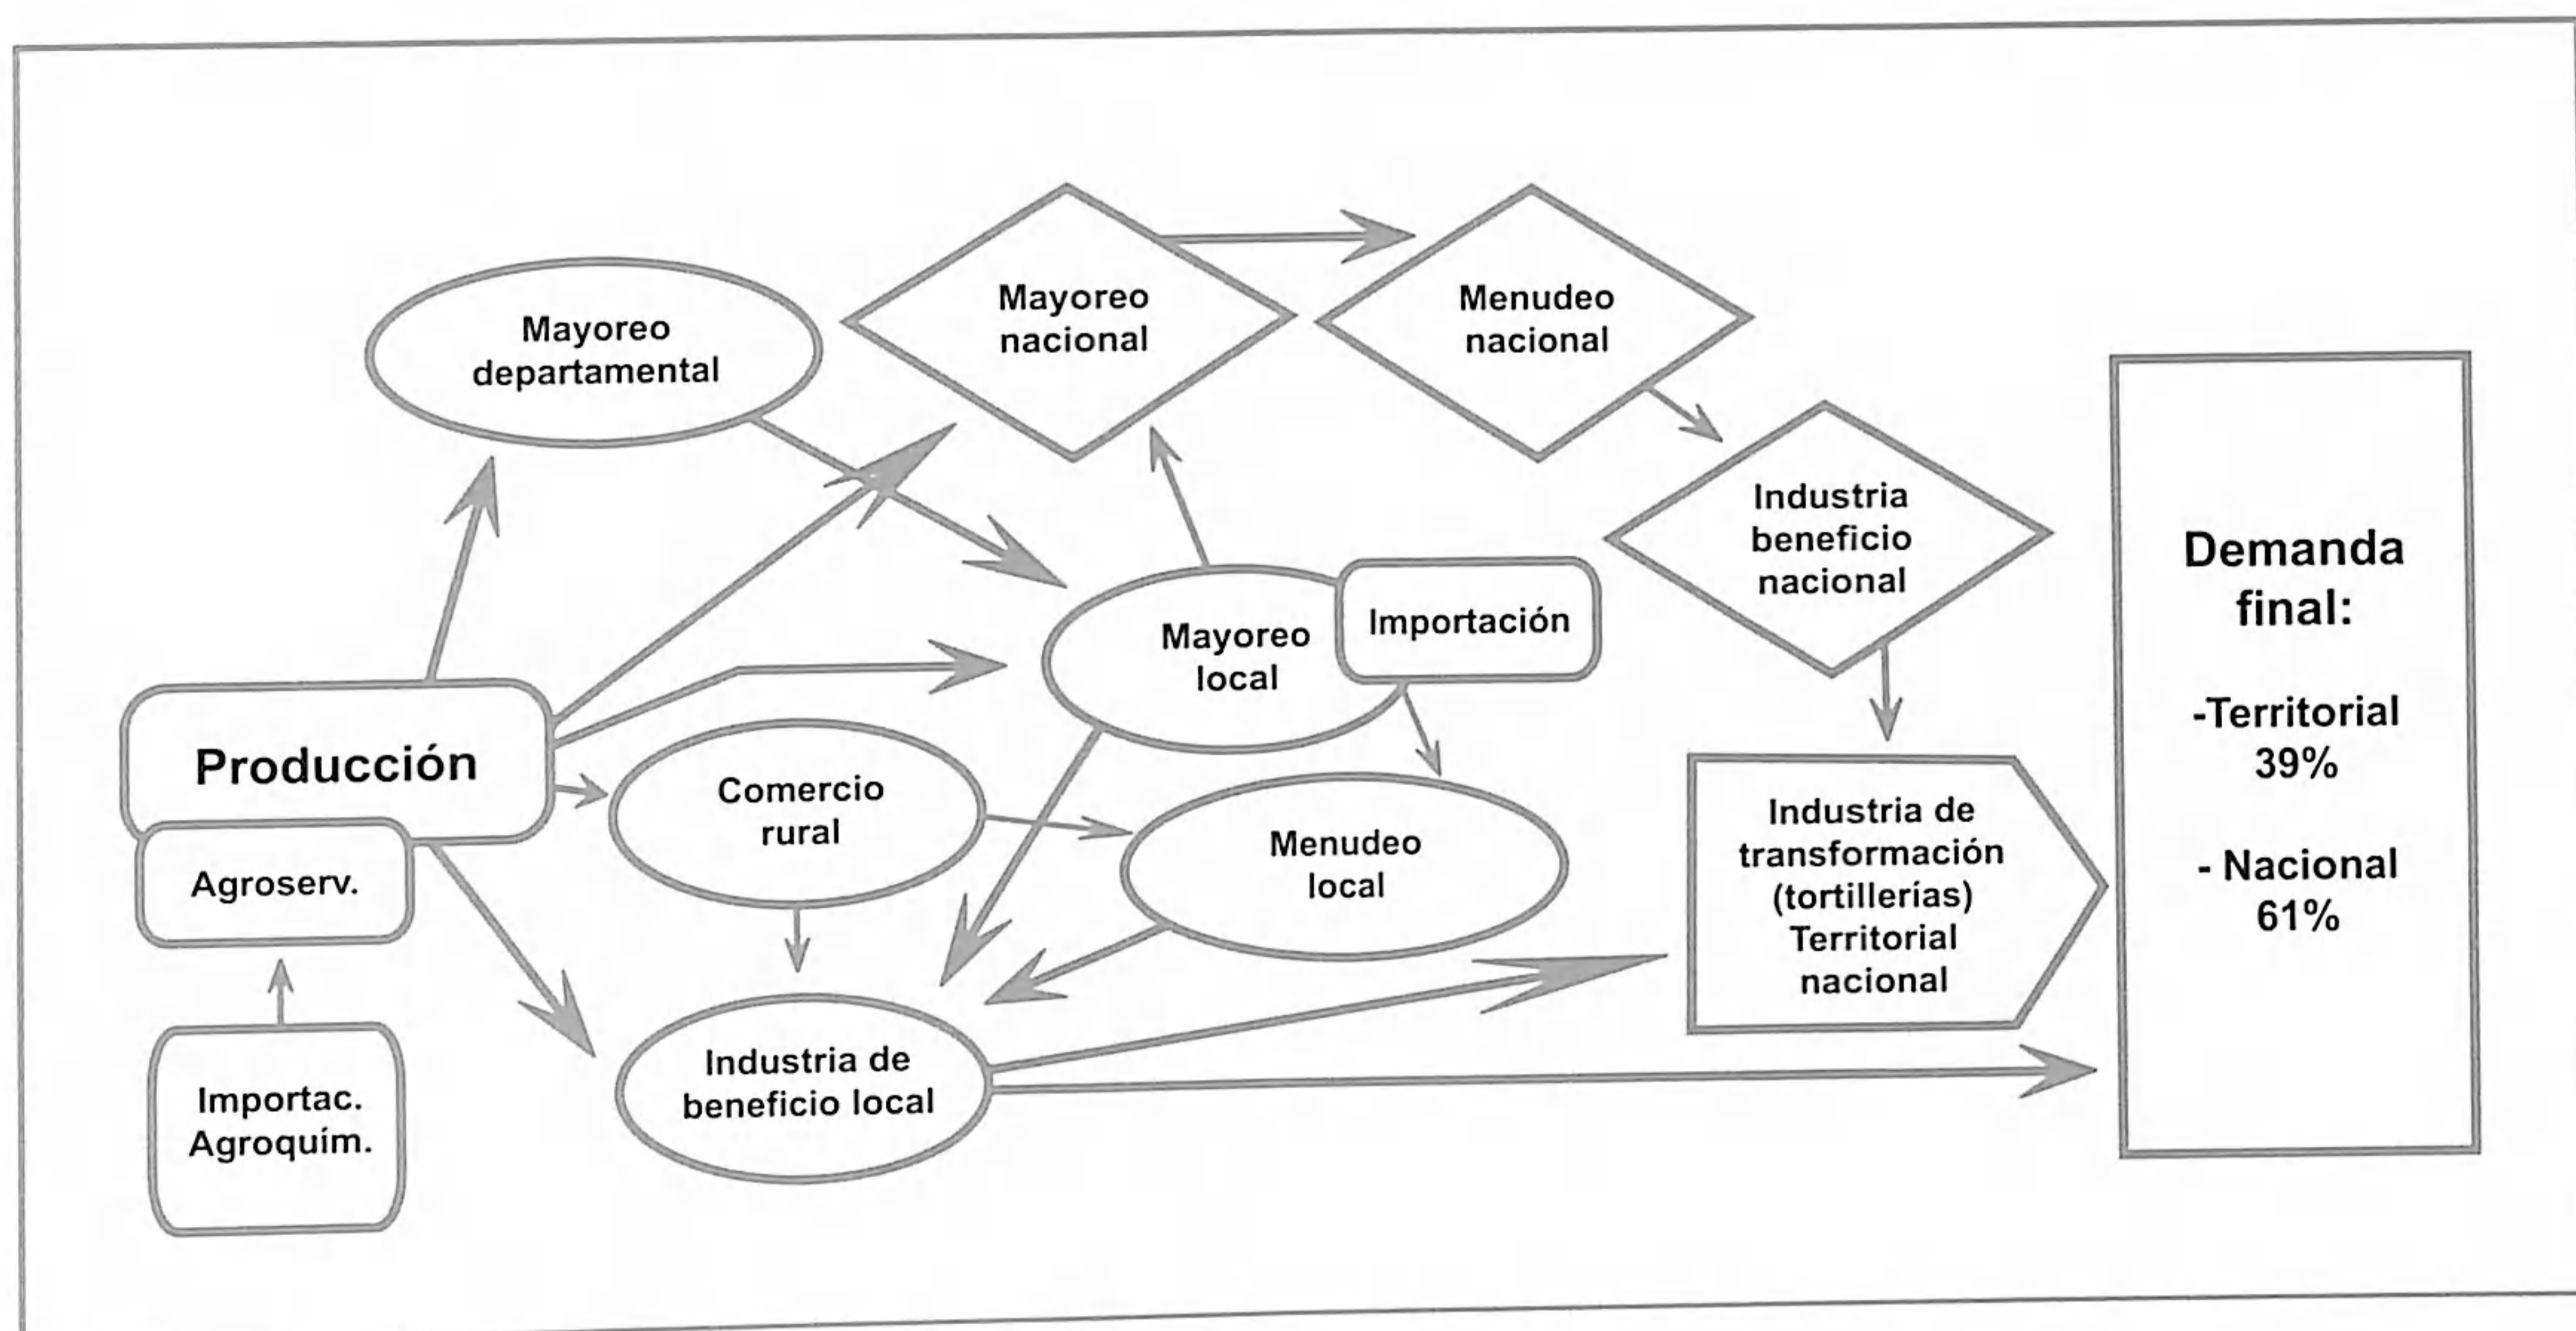 Mayoreo
departamental
Mayoreo
nacional
Menudeo
nacional
Industria
beneficio
nacional
Demanda
final:
-Territorial
39%
- Nacional
61%
Mayoreo
local
Importación
Producción
Agroserv.
Comercio
rural
Menudeo
local
Industria de
transformación
(tortillerías)
Territorial
nacional
Importac.
Agroquím.
Industria de
beneficio local